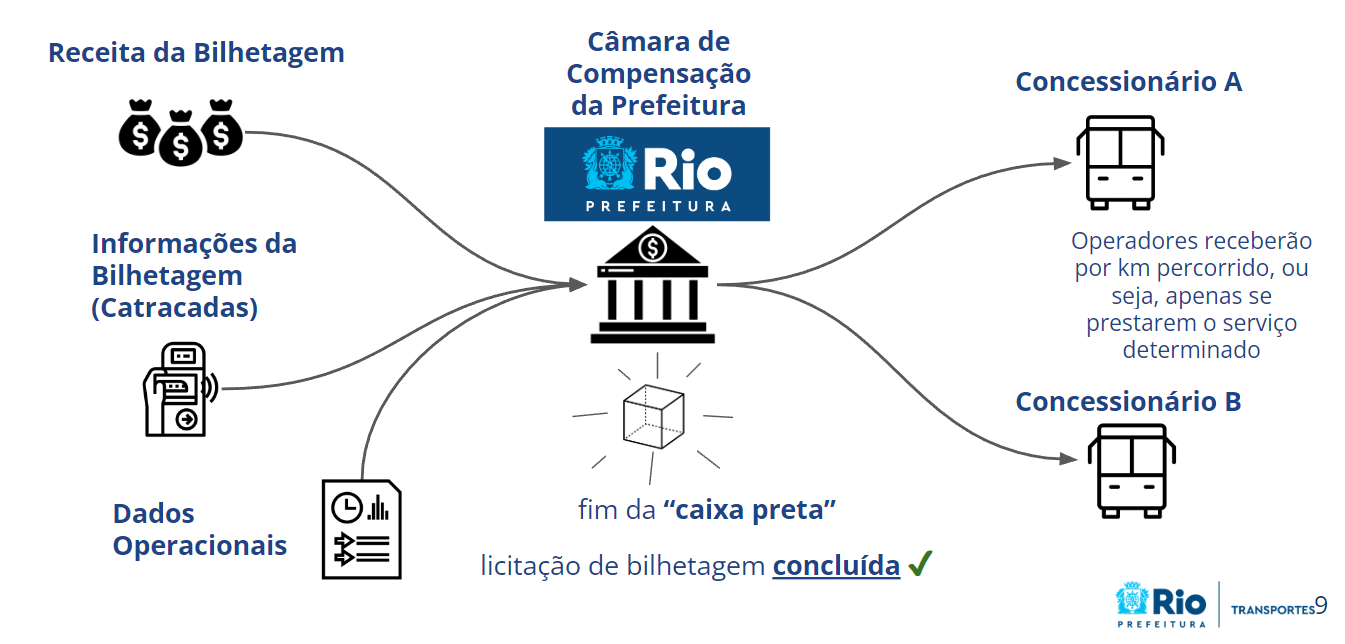 Receita da Bilhetagem
Câmara de
Compensação
da Prefeitura
Rio
PREFEITURA
Concessionário A
Operadores receberão
por km percorrido, ou
seja, apenas se
prestarem o serviço
determinado
Informações da
Bilhetagem
(Catracadas)
Concessionário B
Dados
Operacionais
fim da “caixa preta”
licitação de bilhetagem concluída ✓
Rio
PREFEITURA
TRANSPORTES
9